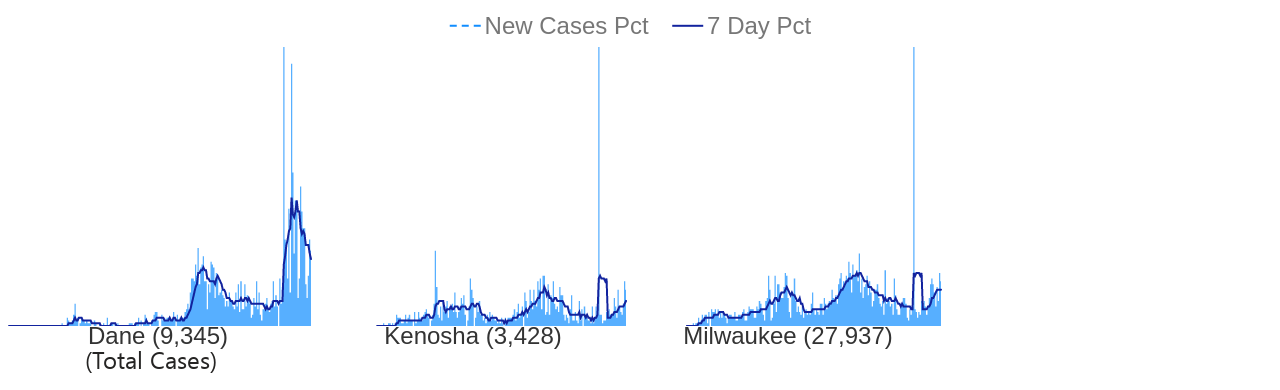 New Cases Pct 7 Day Pct
Dane (9,345) Kenosha (3,428) Milwaukee (27,937)
(Total Cases)